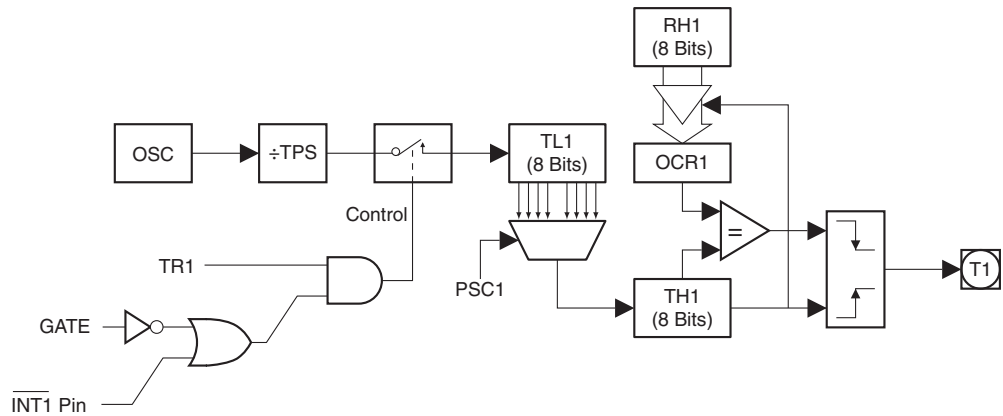 RH1
(8 Bits)
OSC
÷TPS
TL1
(8 Bits)
OCR1
Control
=
T1
TR1
PSC1
TH1
(8 Bits)
GATE
INT1 Pin